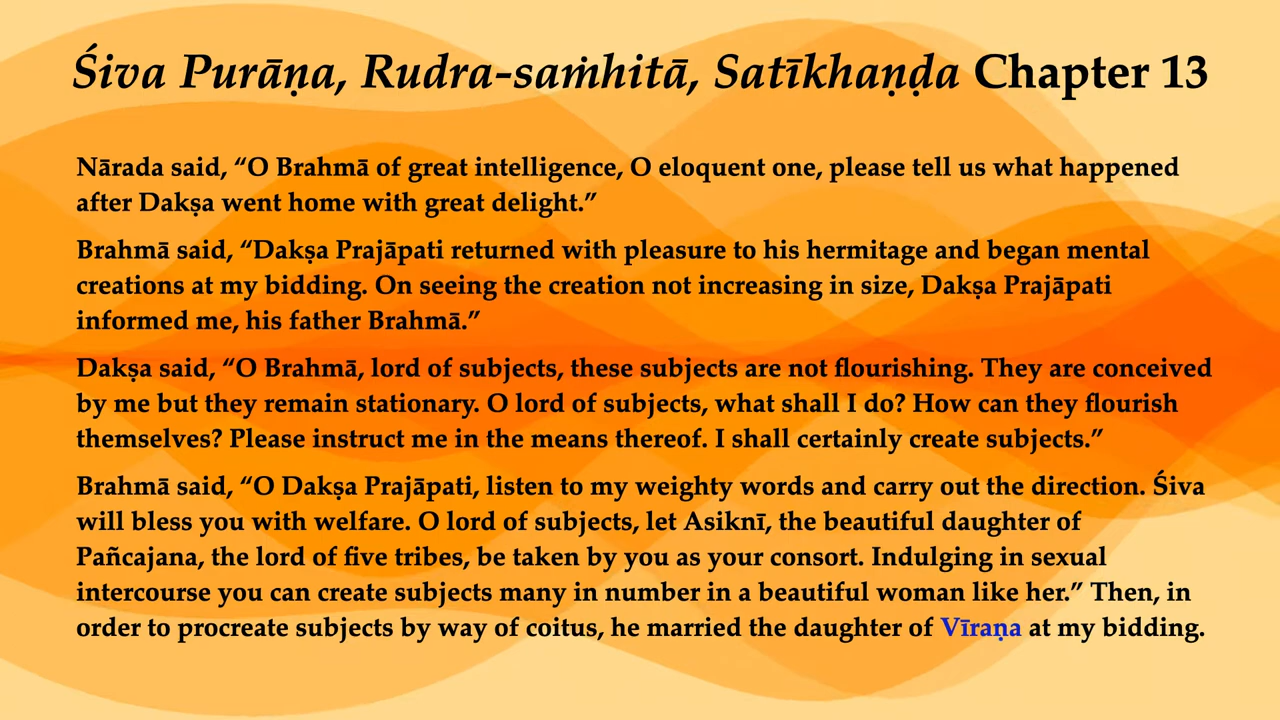 Śiva Purāṇa, Rudra-saṁhitā, Satīkhaṇḍa Chapter 13
Nārada said, “O Brahmā of great intelligence, O eloquent one, please tell us what happened
after Dakṣa went home with great delight.”
Brahmā said, “Dakṣa Prajāpati returned with pleasure to his hermitage and began mental
creations at my bidding. On seeing the creation not increasing in size, Dakṣa Prajāpati
informed me, his father Brahmā.”
Dakṣa said, “O Brahmā, lord of subjects, these subjects are not flourishing. They are conceived
by me but they remain stationary. O lord of subjects, what shall I do? How can they flourish
themselves? Please instruct me in the means thereof. I shall certainly create subjects.”
Brahmā said, “O Dakṣa Prajāpati, listen to my weighty words and carry out the direction. Śiva
will bless you with welfare. O lord of subjects, let Asiknī, the beautiful daughter of
Pañcajana, the lord of five tribes, be taken by you as your consort. Indulging in sexual
intercourse you can create subjects many in number in a beautiful woman like her.” Then, in
order to procreate subjects by way of coitus, he married the daughter of Vīraṇa at my bidding.